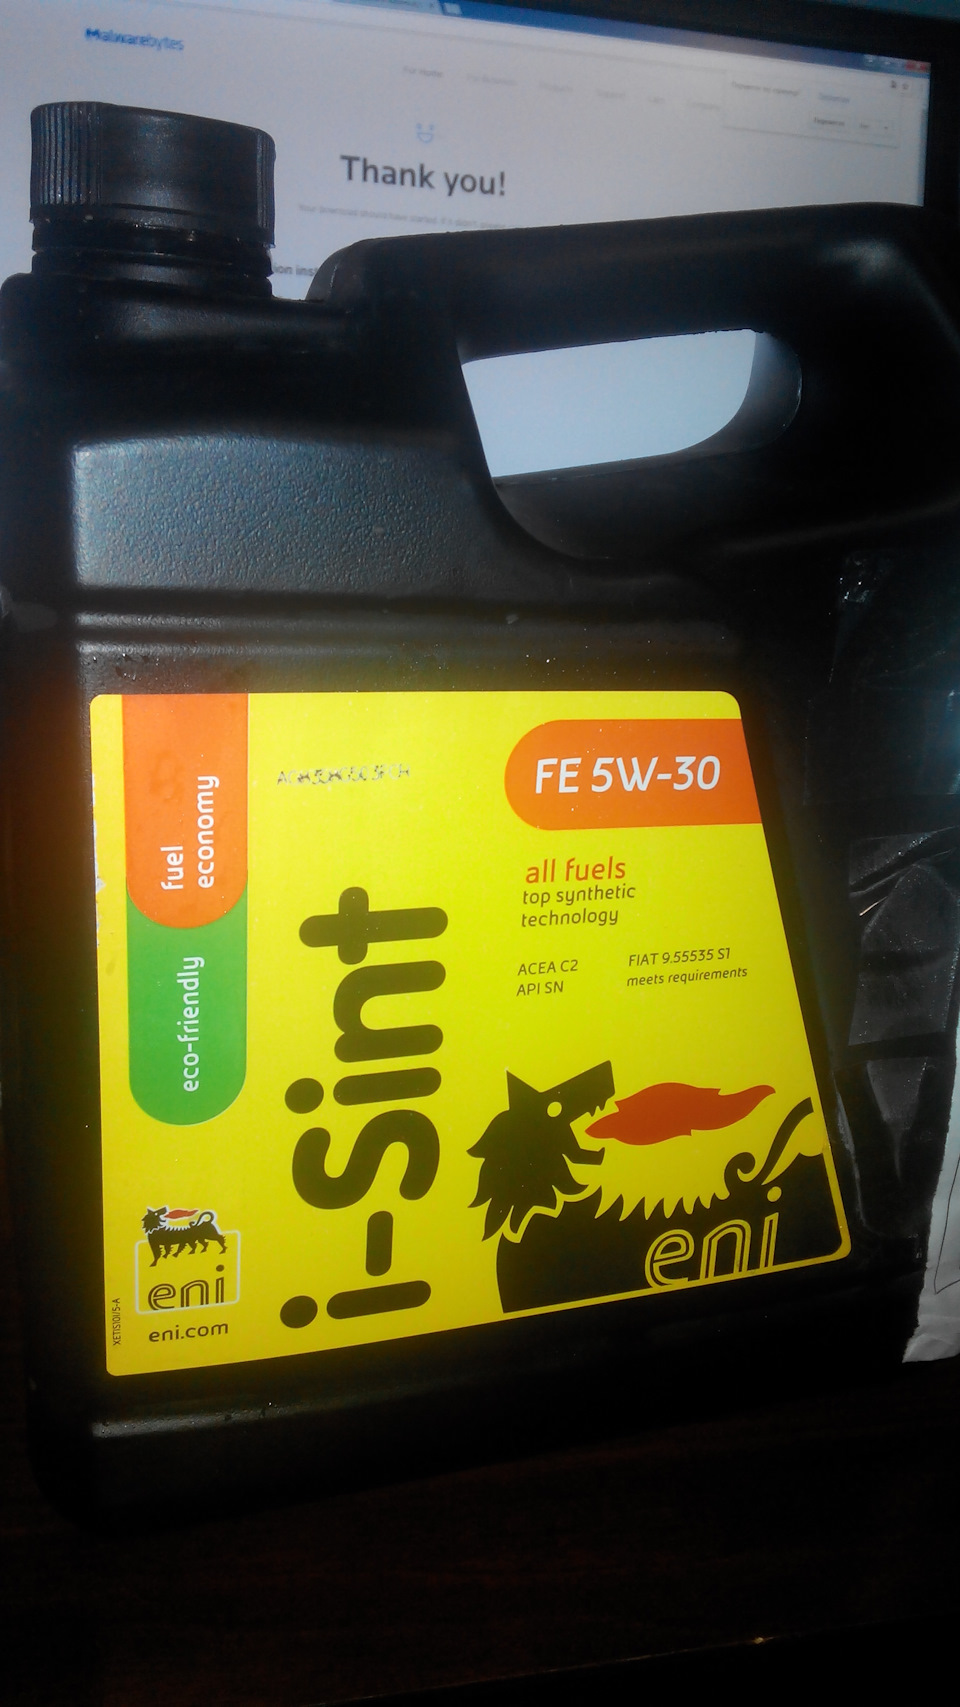 Malwarebytes
Thank you!
fuel
economy
eco-friendly
FE 5W-30
all fuels
top synthetic
technology
ACEA C2
API SN
FIAT 9.55535 S1
meets requirements
i-Sint
eni
eni
eni.com